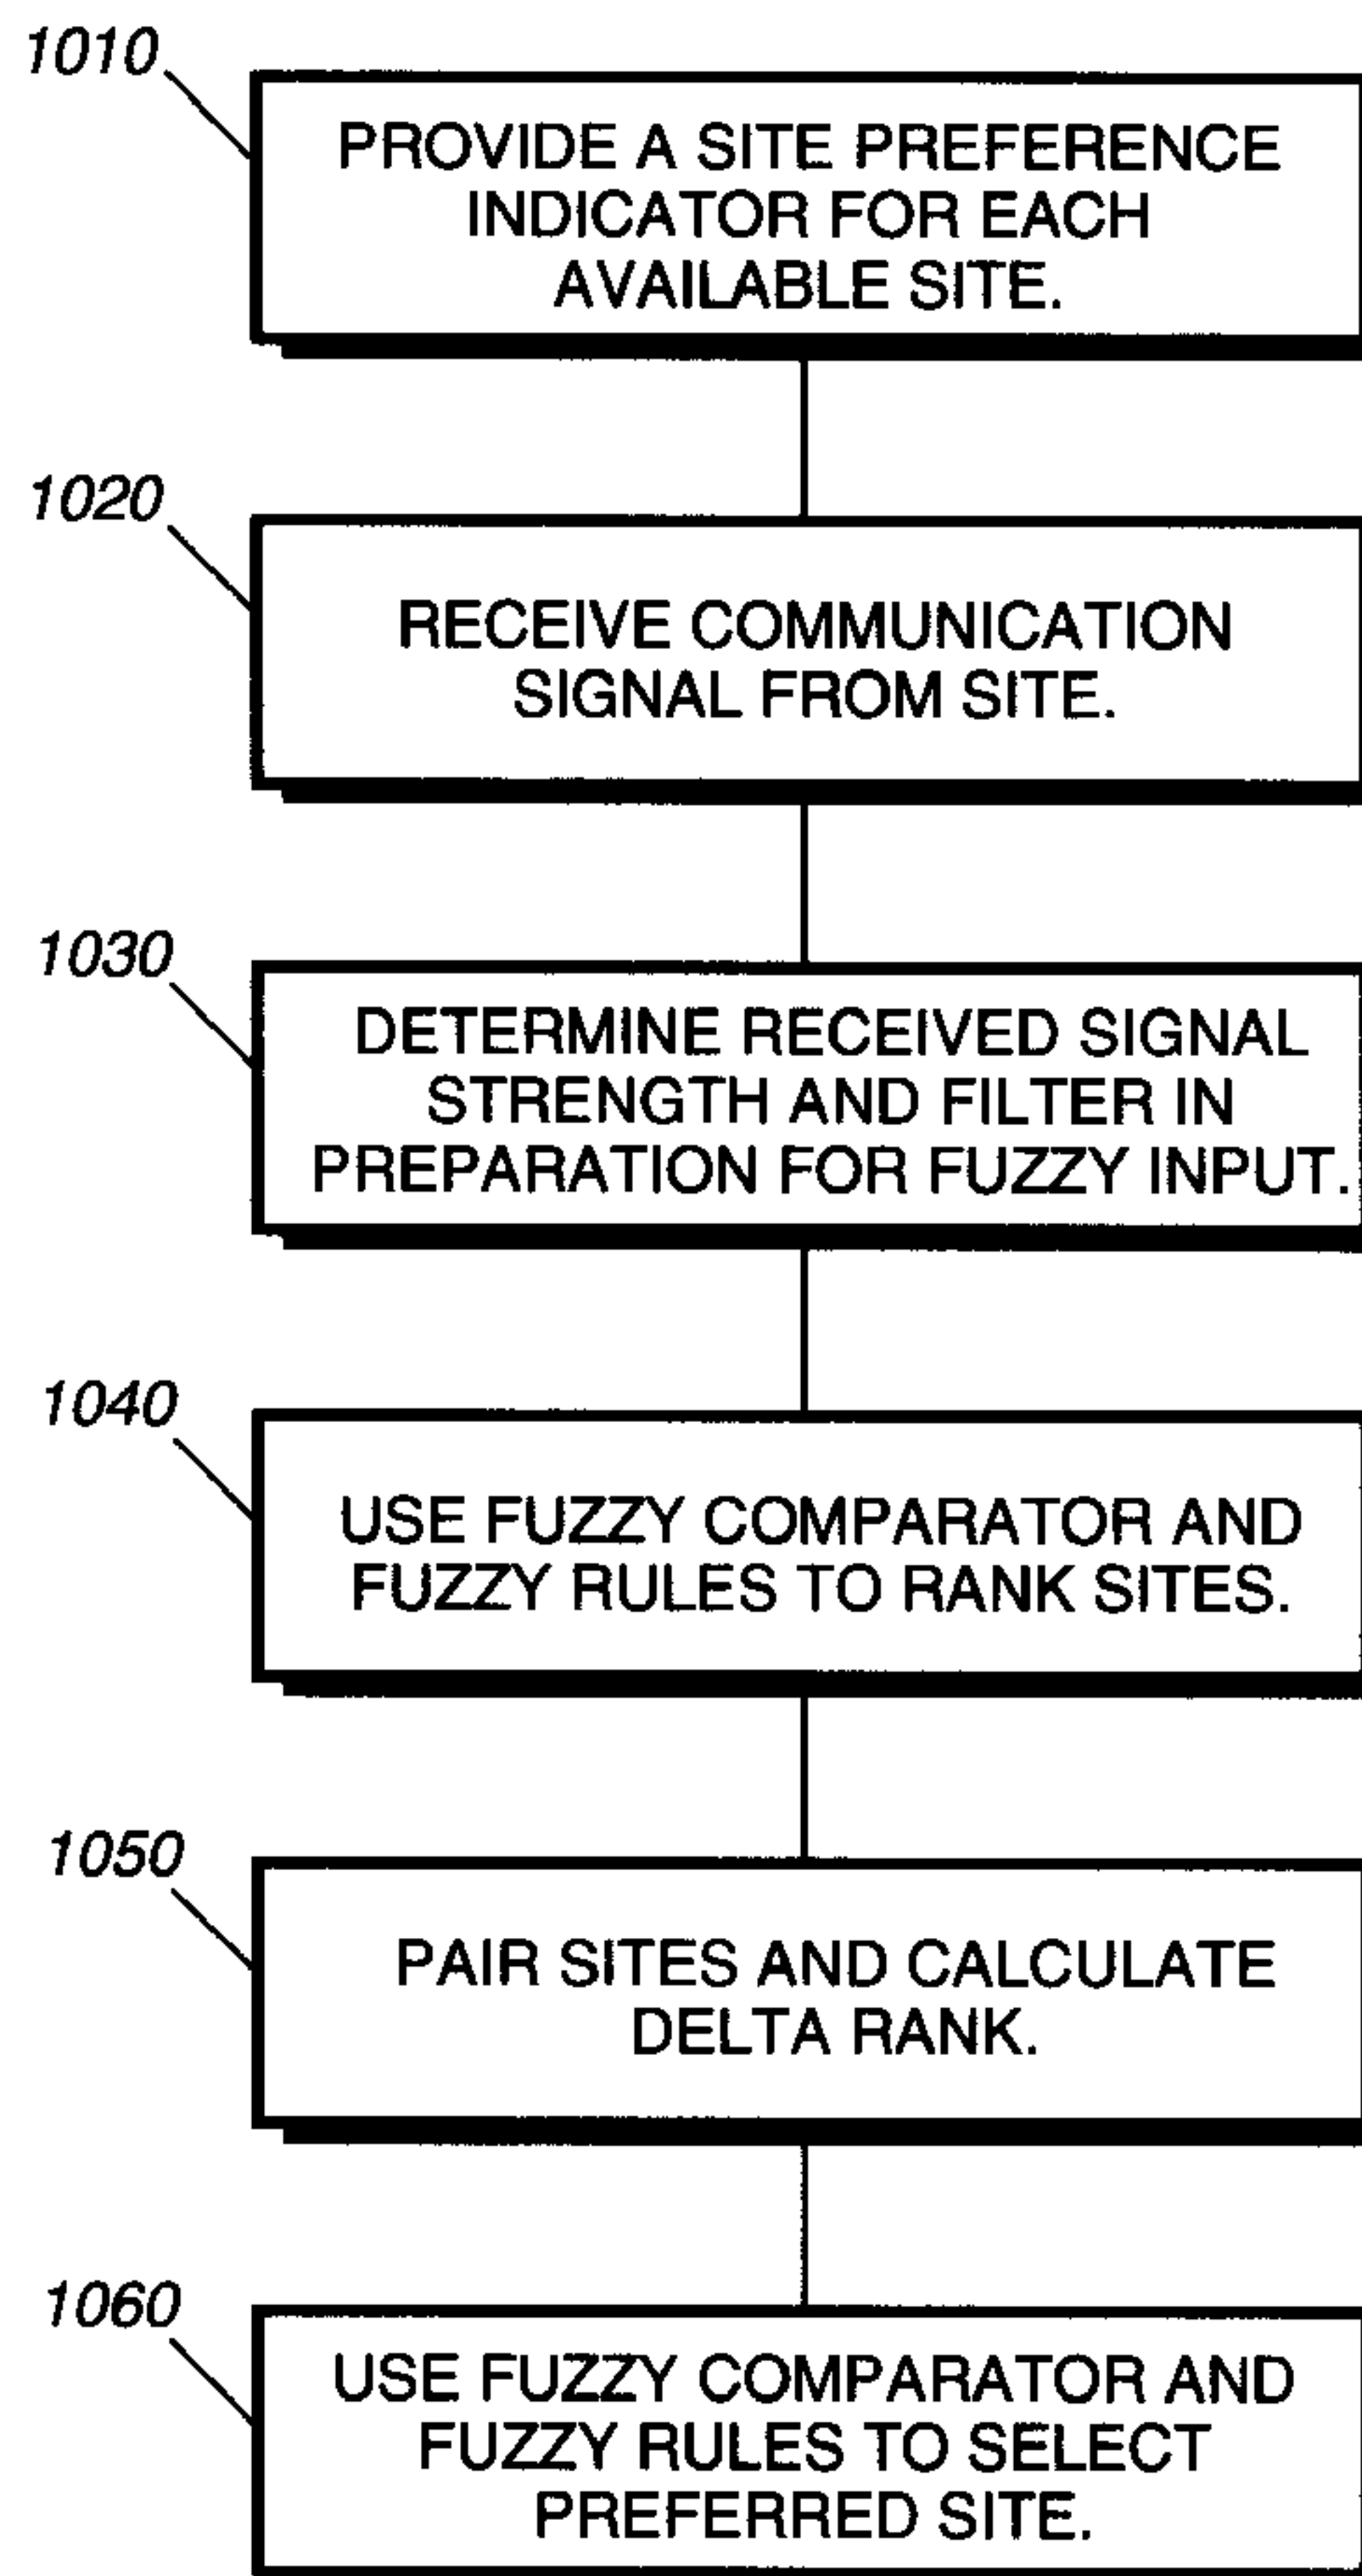 1010
PROVIDE A SITE PREFERENCE
INDICATOR FOR EACH
AVAILABLE SITE.
1020
RECEIVE COMMUNICATION
SIGNAL FROM SITE.
1030
DETERMINE RECEIVED SIGNAL
STRENGTH AND FILTER IN
PREPARATION FOR FUZZY INPUT.
1040
USE FUZZY COMPARATOR AND
FUZZY RULES TO RANK SITES.
1050
PAIR SITES AND CALCULATE
DELTA RANK.
1060
USE FUZZY COMPARATOR AND
FUZZY RULES TO SELECT
PREFERRED SITE.